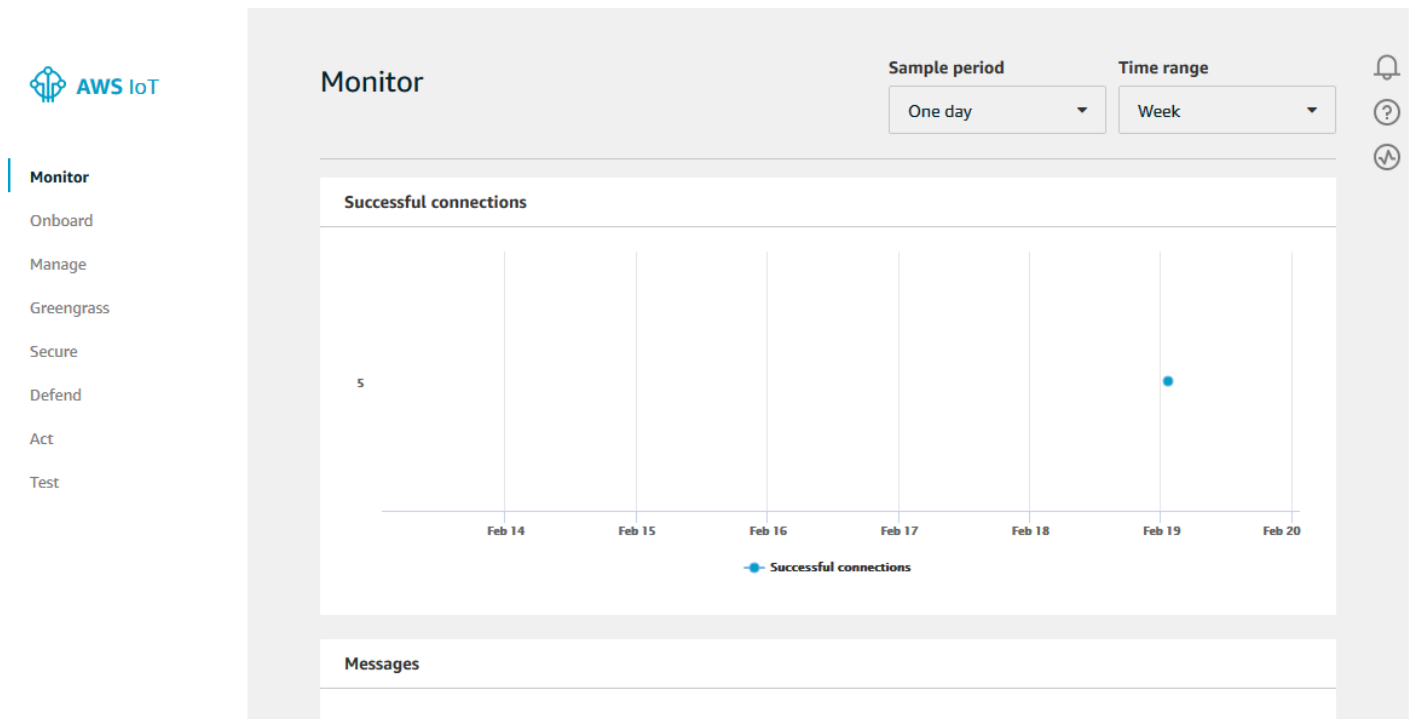 AWS IoT
Monitor
Onboard
Manage
Greengrass
Secure
Defend
Act
Test
Monitor
Sample period
One day
Time range
Week
Successful connections
5
Feb 14 Feb 15 Feb 16 Feb 17 Feb 18 Feb 19 Feb 20
Successful connections
Messages